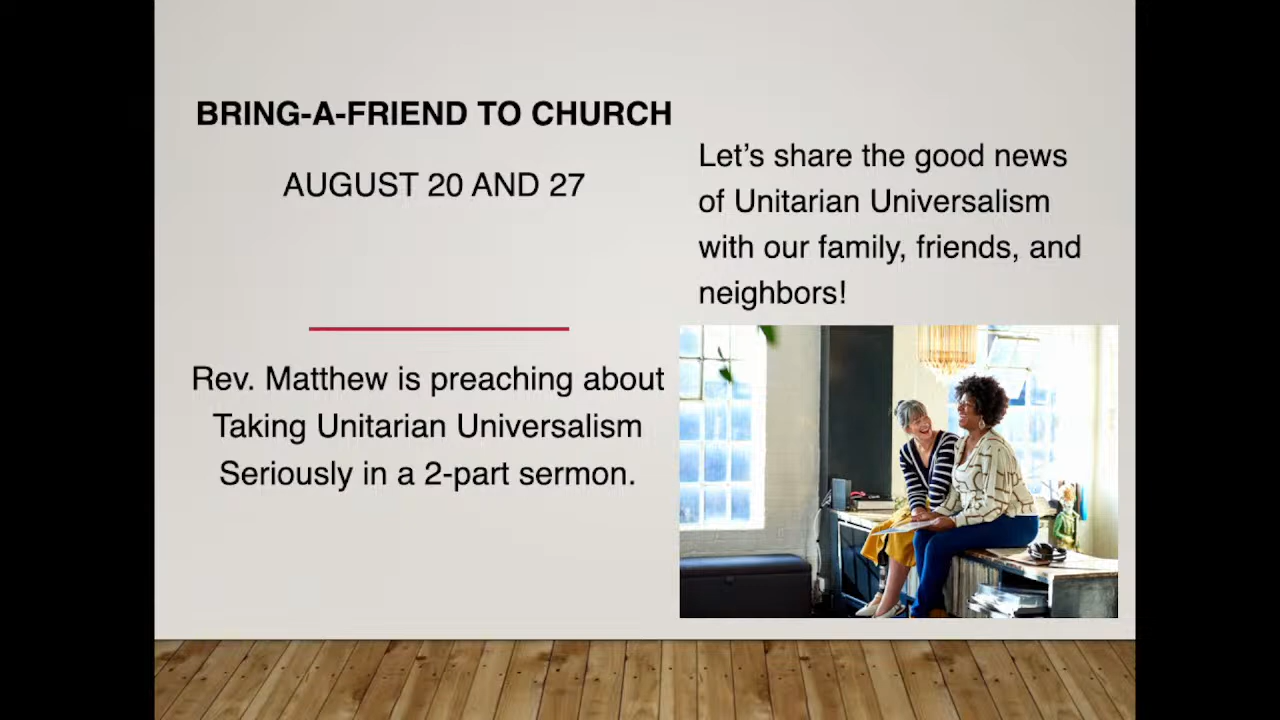 BRING-A-FRIEND TO CHURCH
AUGUST 20 AND 27
Rev. Matthew is preaching about
Taking Unitarian Universalism
Seriously in a 2-part sermon.
Let’s share the good news
of Unitarian Universalism
with our family, friends, and
neighbors!